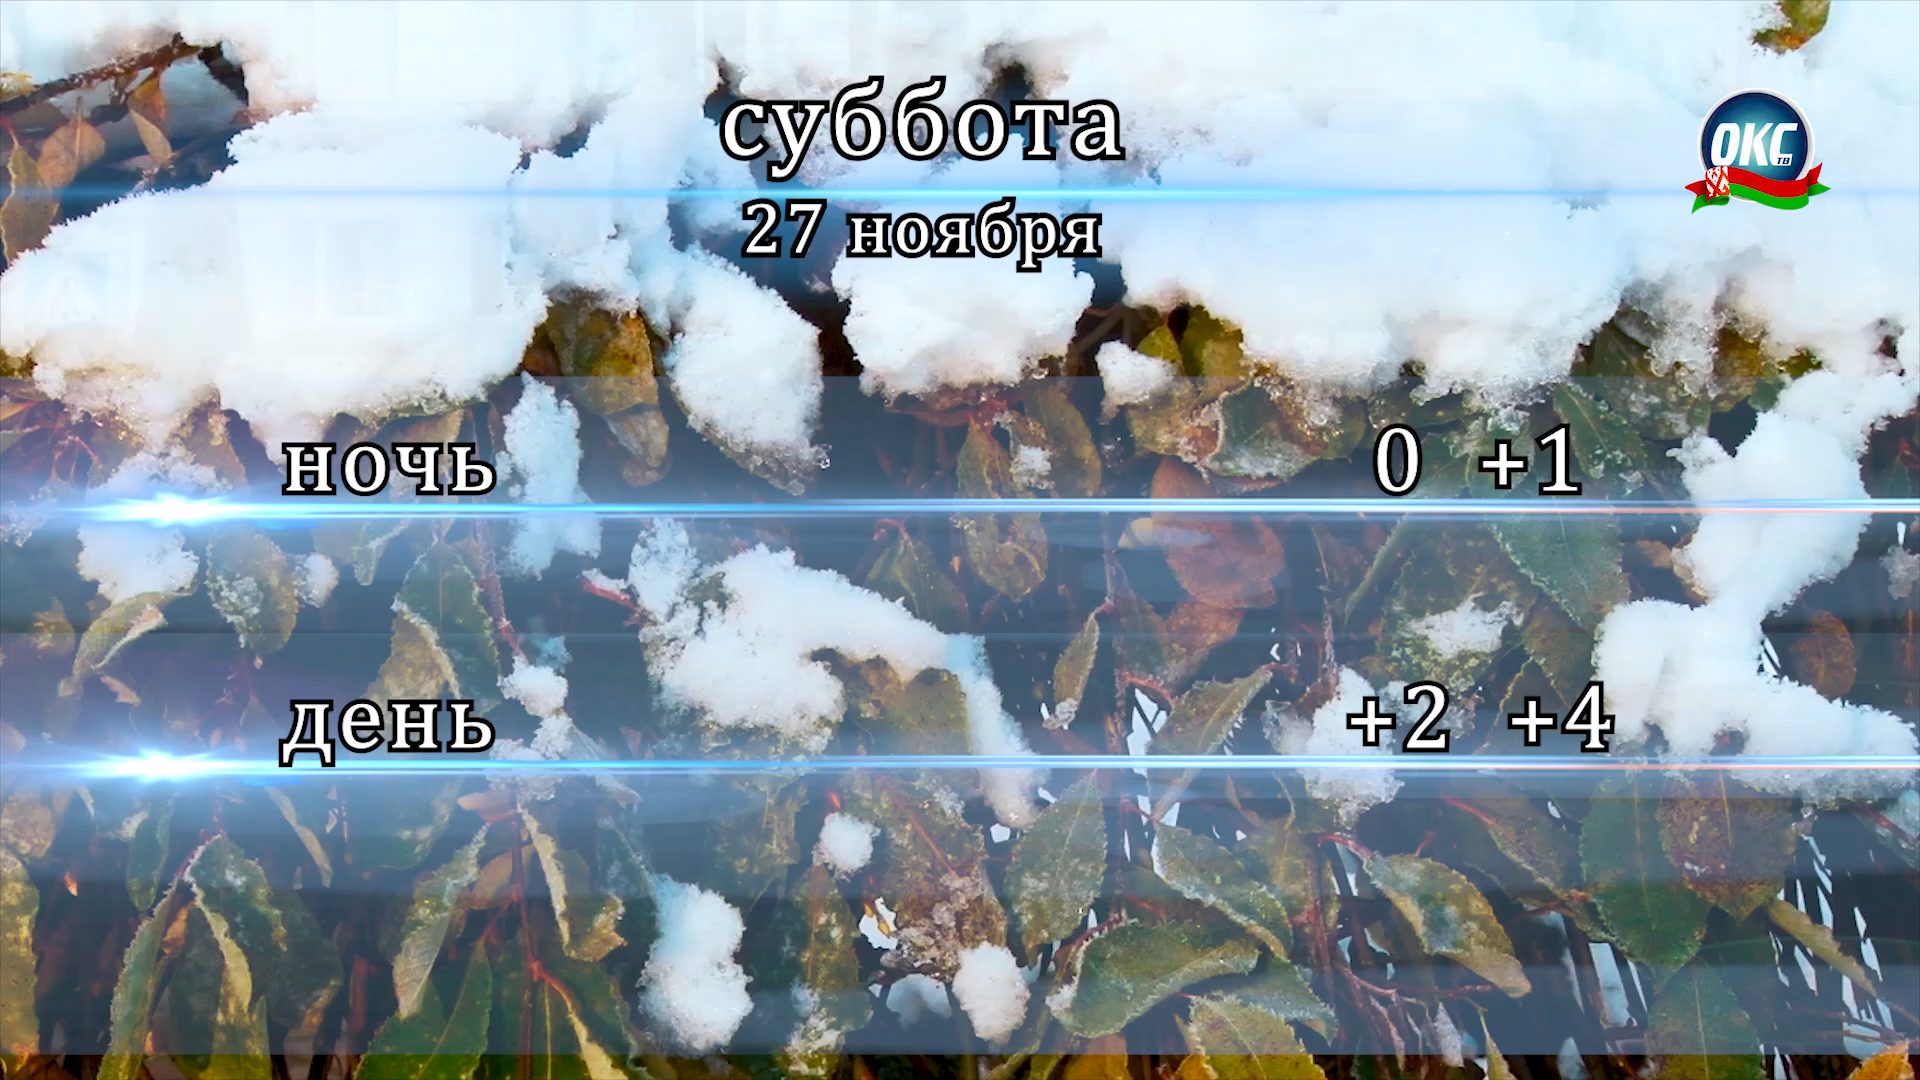 суббота
ОКС
ТВ
27 ноября
ночь 0 +1
день +2 +4